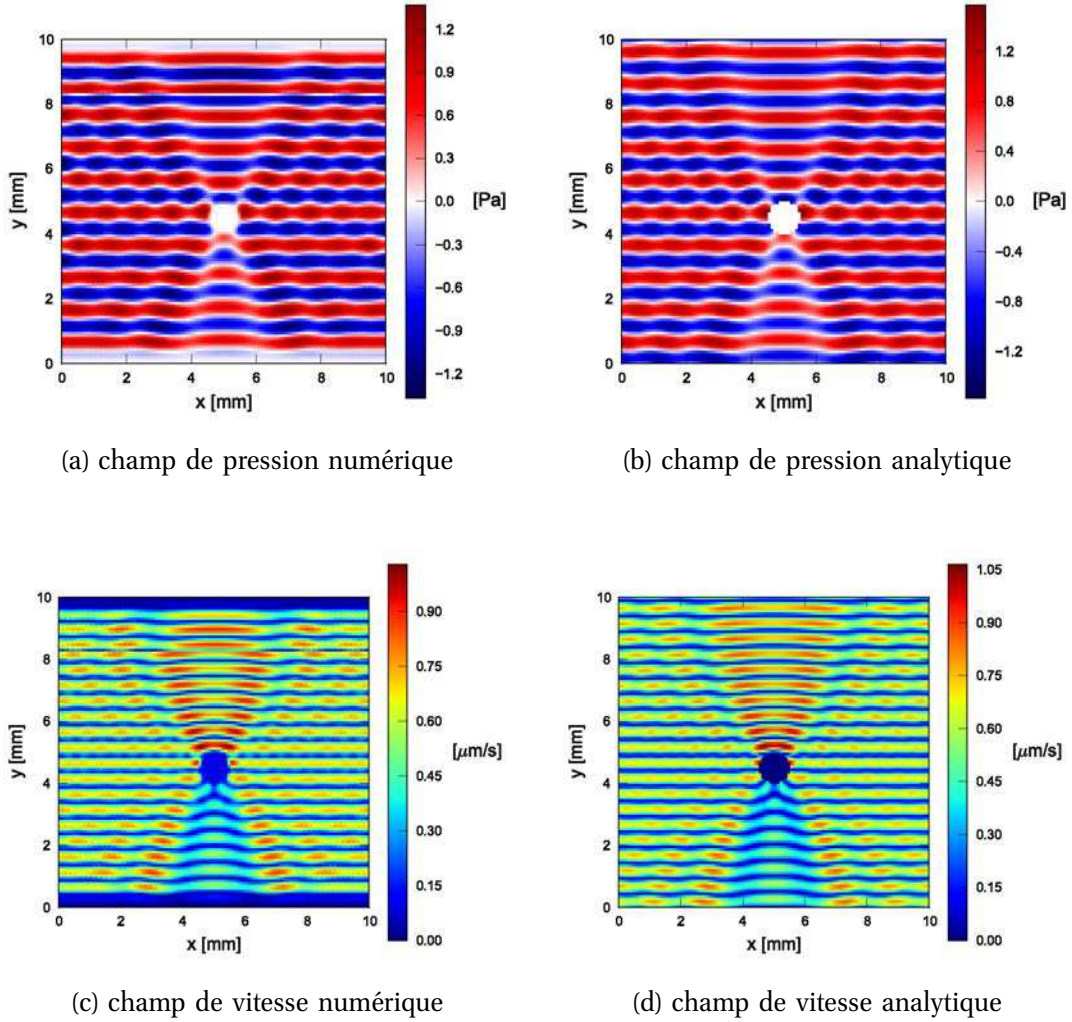 10
8
6
4
2
0
y [mm]
0 2 4 6 8 10
x [mm]
1.2
0.9
0.6
0.3
0.0
−0.3
−0.6
−0.9
−1.2
[Pa]
(a) champ de pression numérique
10
8
6
4
2
0
y [mm]
0 2 4 6 8 10
x [mm]
1.2
0.8
0.4
0.0
−0.4
−0.8
−1.2
[Pa]
(b) champ de pression analytique
10
8
6
4
2
0
y [mm]
0 2 4 6 8 10
x [mm]
0.90
0.75
0.60
0.45
0.30
0.15
0.00
[μm/s]
(c) champ de vitesse numérique
10
8
6
4
2
0
y [mm]
0 2 4 6 8 10
x [mm]
1.05
0.90
0.75
0.60
0.45
0.30
0.15
0.00
[μm/s]
(d) champ de vitesse analytique